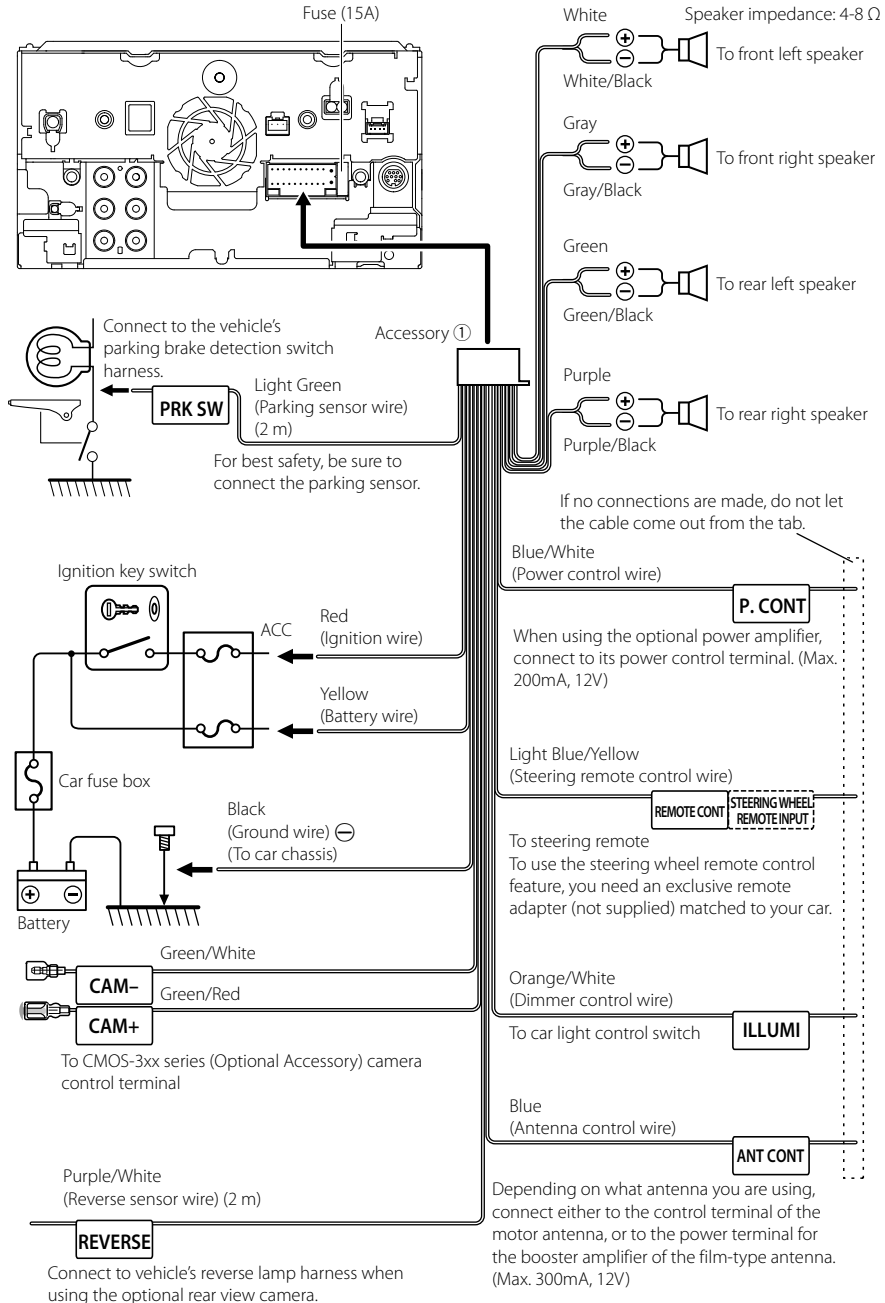 Fuse (15A)
White
Speaker impedance: 4-8 Ω
⊕
⊖
To front left speaker
White/Black
Gray
⊕
⊖
To front right speaker
Gray/Black
Green
⊕
⊖
To rear left speaker
Green/Black
Purple
⊕
⊖
To rear right speaker
Purple/Black
Connect to the vehicle’s
parking brake detection switch
harness.
Accessory ①
PRK SW
Light Green
(Parking sensor wire)
(2 m)
For best safety, be sure to
connect the parking sensor.
If no connections are made, do not let
the cable come out from the tab.
Blue/White
(Power control wire)
P. CONT
When using the optional power amplifier,
connect to its power control terminal. (Max.
200mA, 12V)
Ignition key switch
ACC
Red
(Ignition wire)
Yellow
(Battery wire)
Car fuse box
Black
(Ground wire) ⊖
(To car chassis)
⊕ ⊖
Battery
Light Blue/Yellow
(Steering remote control wire)
REMOTE CONT
STEERING WHEEL
REMOTE INPUT
To steering remote
To use the steering wheel remote control
feature, you need an exclusive remote
adapter (not supplied) matched to your car.
Green/White
CAM–
Green/Red
CAM+
To CMOS-3xx series (Optional Accessory) camera
control terminal
Orange/White
(Dimmer control wire)
To car light control switch
ILLUMI
Blue
(Antenna control wire)
ANT CONT
Depending on what antenna you are using,
connect either to the control terminal of the
motor antenna, or to the power terminal for
the booster amplifier of the film-type antenna.
(Max. 300mA, 12V)
Purple/White
(Reverse sensor wire) (2 m)
REVERSE
Connect to vehicle’s reverse lamp harness when
using the optional rear view camera.